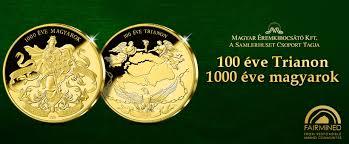 1000 ÉVE MAGYAROK
100 ÉVE TRIANON
MAGYAR ÉREMKIBOCSÁTÓ KFT.
A SAMLERHUSET CSOPORT TAGJA
100 éve Trianon
1000 éve magyarok
FAIRMINED